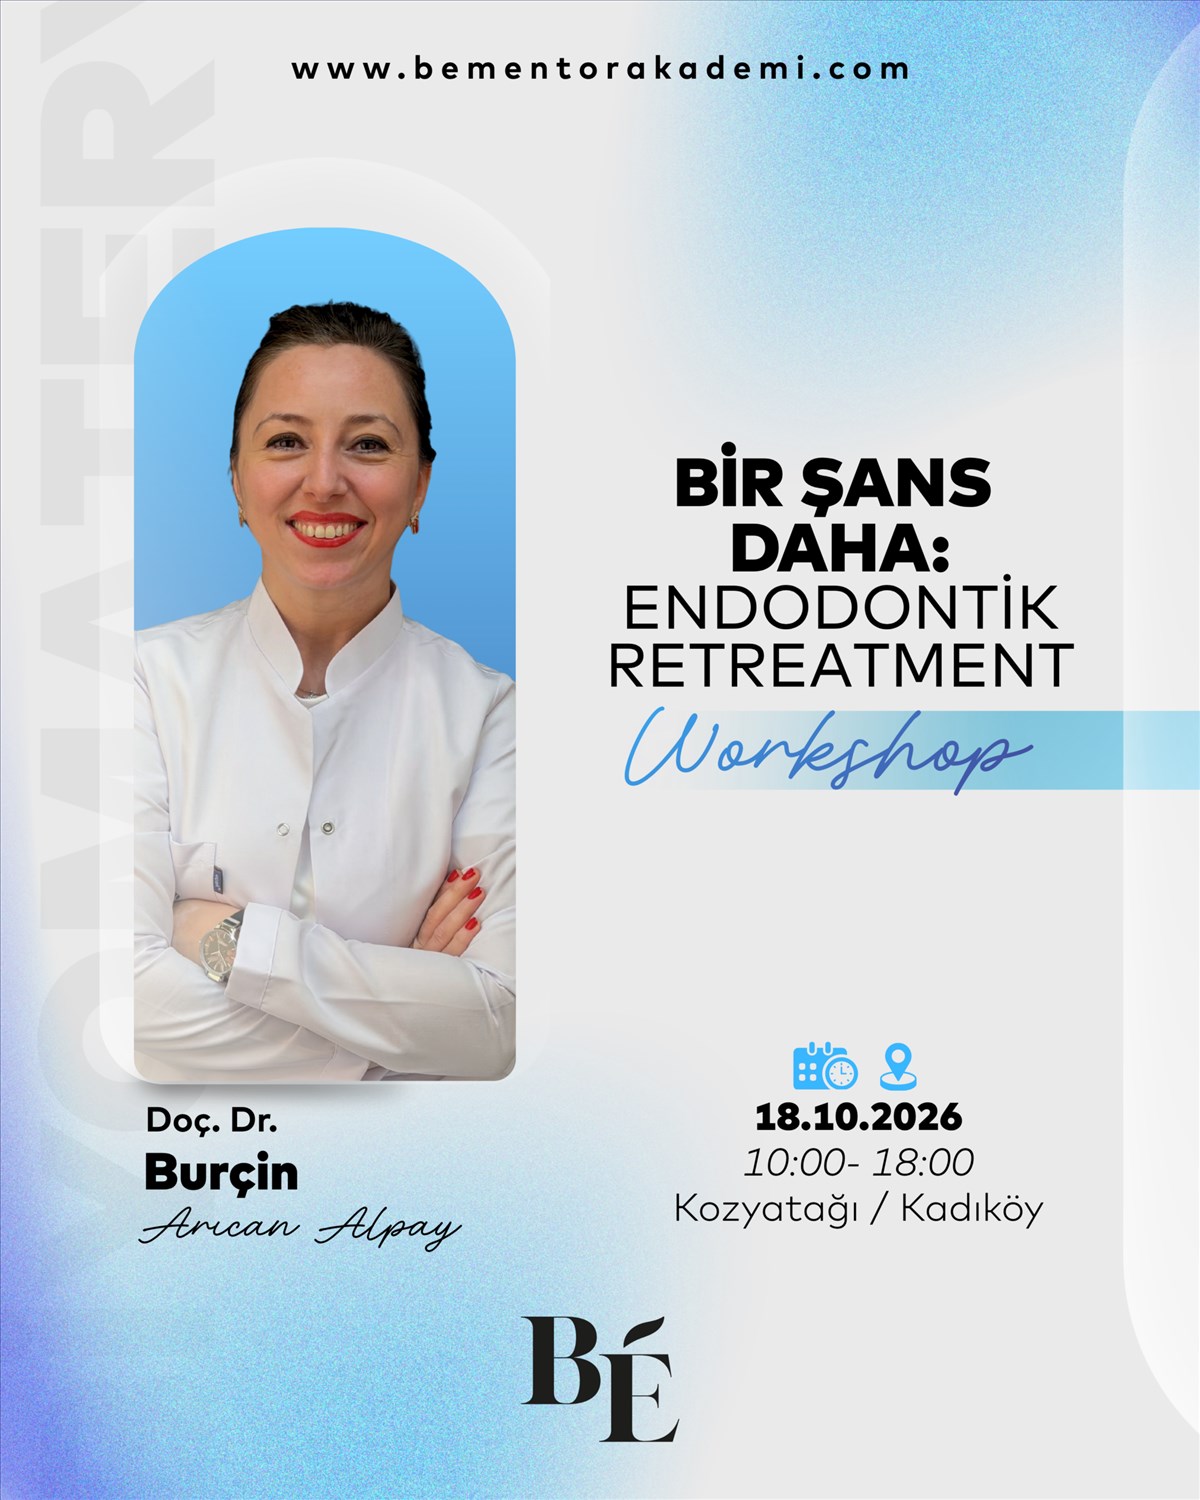 www.bementorakademi.com
BİR ŞANS
DAHA:
ENDODONTİK
RETREATMENT
Workshop
Doç. Dr.
Burçin
Arıcan Alpay
18.10.2026
10:00- 18:00
Kozyatağı / Kadıköy
BÉ